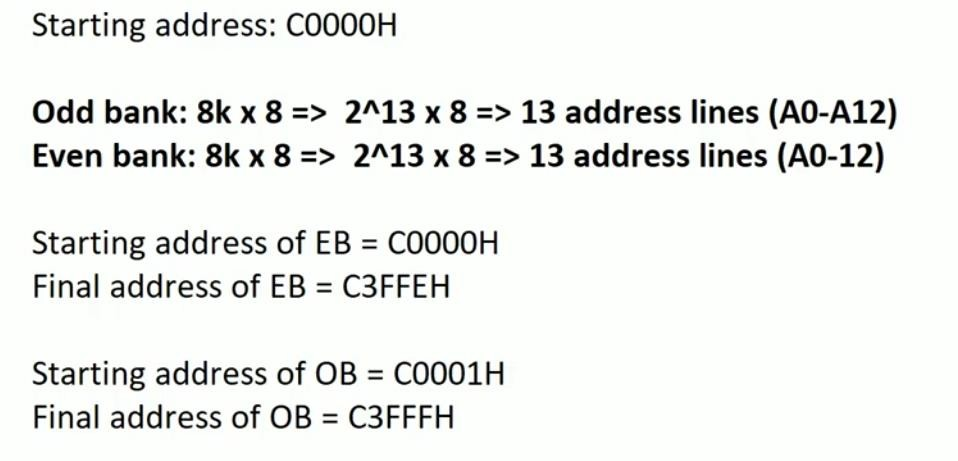 Starting address: C0000H
Odd bank: 8k x 8 => 2^13 x 8 => 13 address lines (A0-A12)
Even bank: 8k x 8 => 2^13 x 8 => 13 address lines (A0-12)
Starting address of EB = C0000H
Final address of EB = C3FFEH
Starting address of OB = C0001H
Final address of OB = C3FFFH